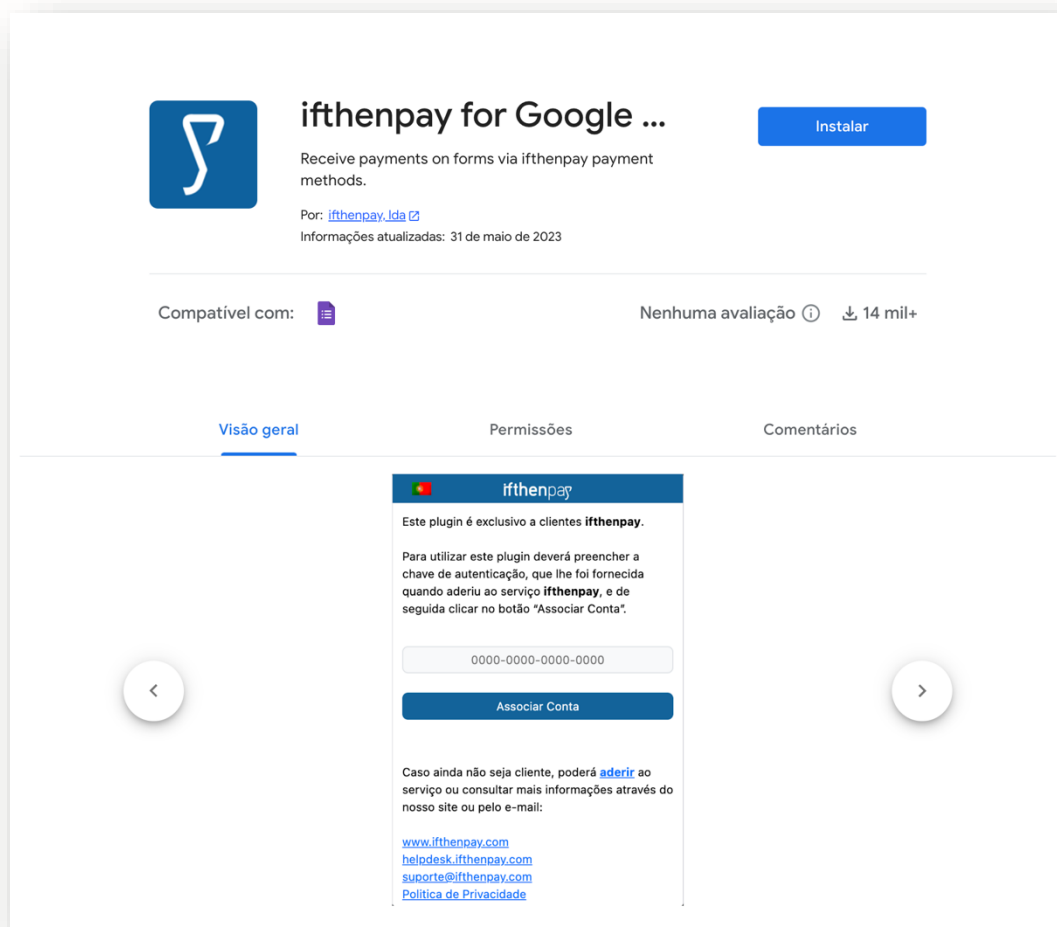 ifthenpay for Google ...
Instalar
Receive payments on forms via ifthenpay payment
methods.
Por: ifthenpay, lda
Informações atualizadas: 31 de maio de 2023
Compatível com:
Nenhuma avaliação
14 mil+
Visão geral
Permissões
Comentários
ifthenpay
Este plugin é exclusivo a clientes ifthenpay.
Para utilizar este plugin deverá preencher a
chave de autenticação, que lhe foi fornecida
quando aderiu ao serviço ifthenpay, e de
seguida clicar no botão “Associar Conta”.
0000-0000-0000-0000
Associar Conta
Caso ainda não seja cliente, poderá aderir ao
serviço ou consultar mais informações através do
nosso site ou pelo e-mail:
www.ifthenpay.com
helpdesk.ifthenpay.com
suporte@ifthenpay.com
Politica de Privacidade